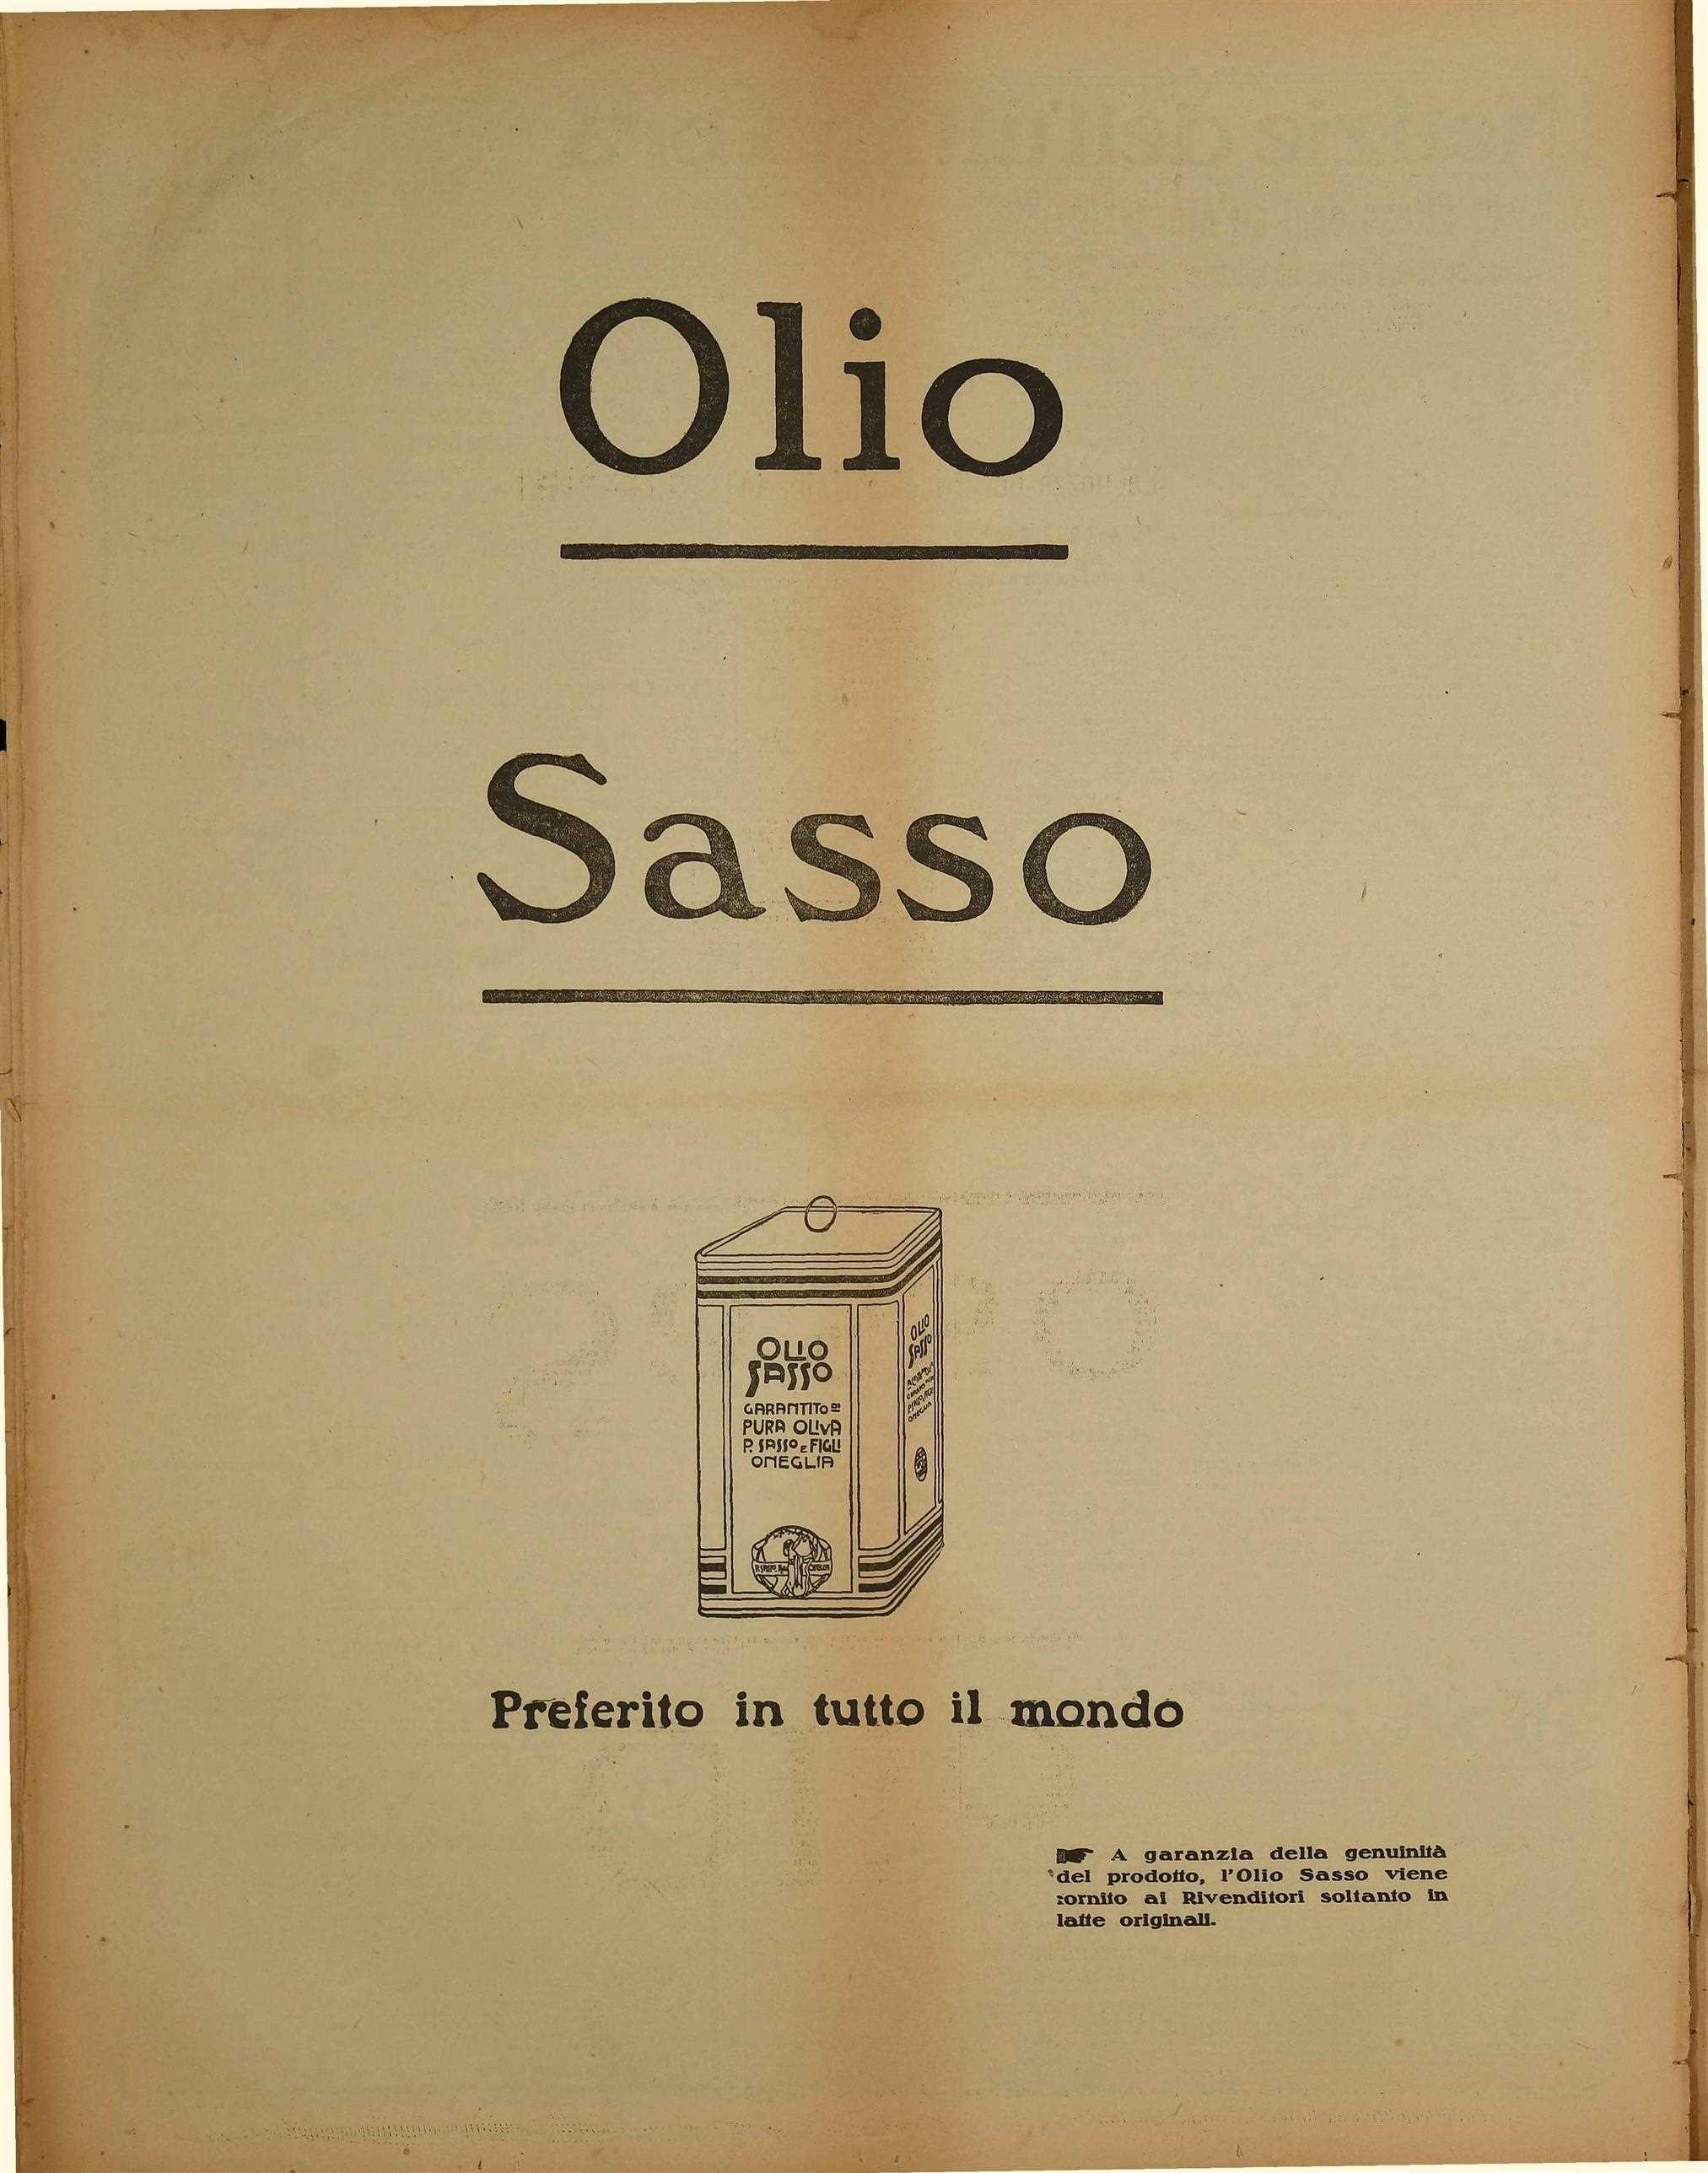 Olio
Sasso
OLIO
SASSO
GARANTITO DI
PURA OLIVA
P. SASSO E FIGLI
ONEGLIA
OLIO
SASSO
ONEGLIA
Preferito in tutto il mondo
☛ A garanzia della genuinità
del prodotto, l'Olio Sasso viene
fornito ai Rivenditori soltanto in
latte originali.